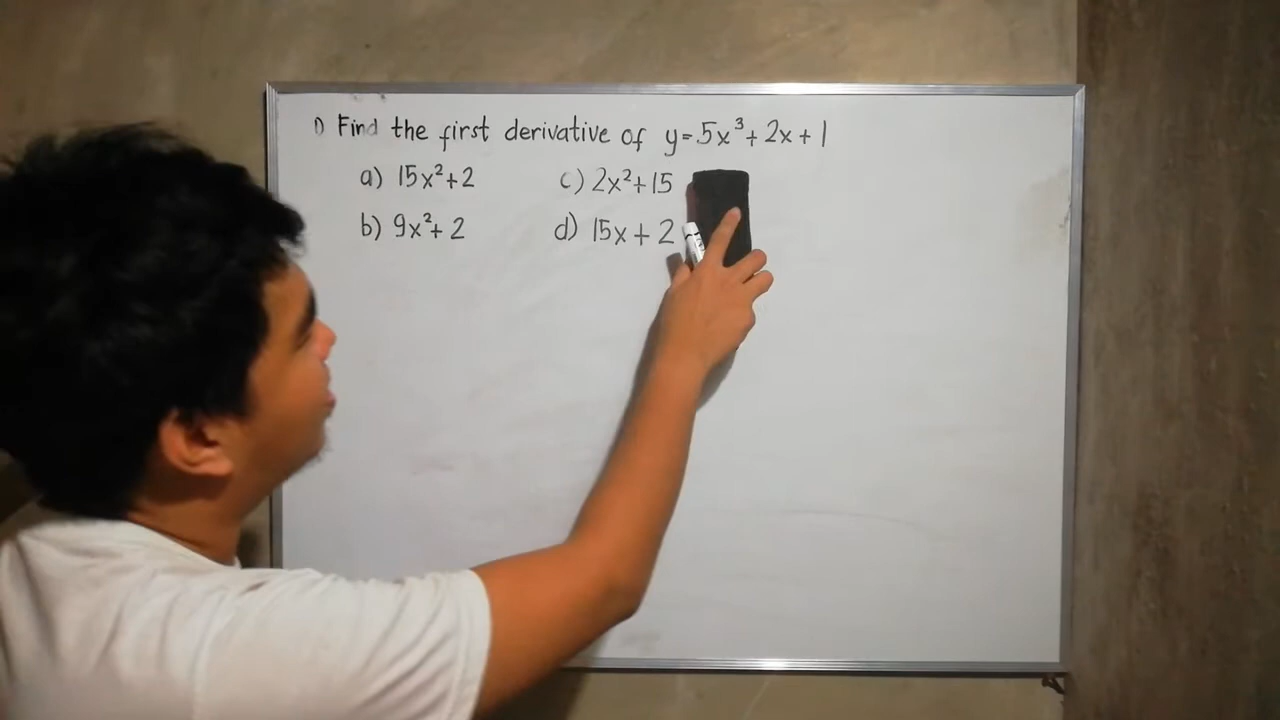 1) Find the first derivative of y=5x³+2x+1
a) 15x²+2 c) 2x²+15
b) 9x²+2 d) 15x+2